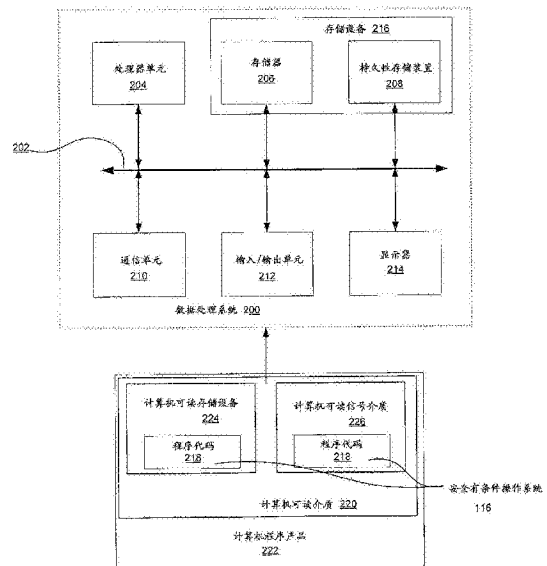 存储设备 216
处理器单元
204
存储器
206
持久性存储装置
208
202
通信单元
210
输入/输出单元
212
显示器
214
数据处理系统 200
计算机可读存储设备
224
程序代码
218
计算机可读信号介质
226
程序代码
218
计算机可读介质 220
安全有条件操作系统
116
计算机程序产品
222